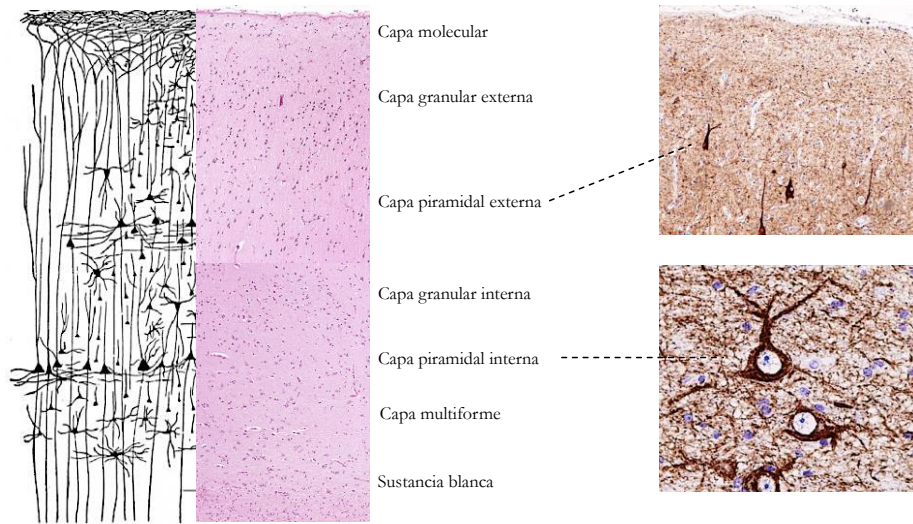 Capa molecular
Capa granular externa
Capa piramidal externa
Capa granular interna
Capa piramidal interna
Capa multiforme
Sustancia blanca